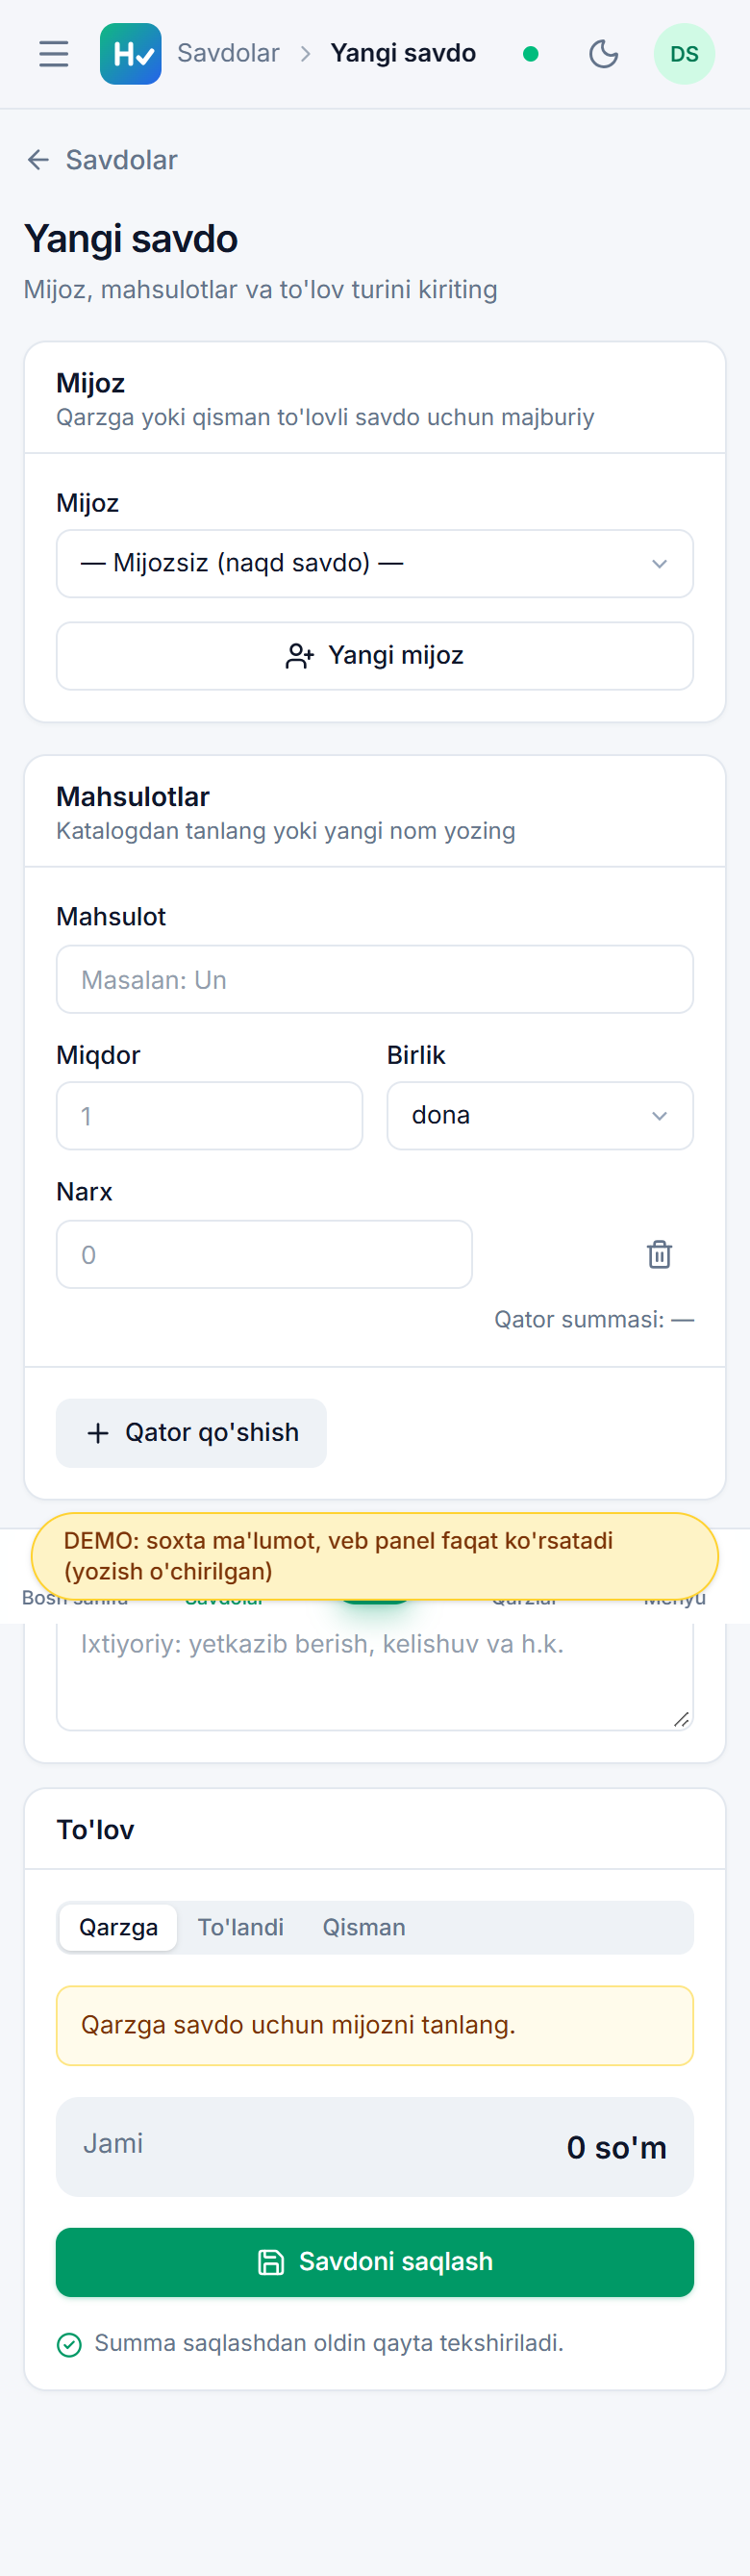 H✓ Savdolar > Yangi savdo DS
← Savdolar
Yangi savdo
Mijoz, mahsulotlar va to'lov turini kiriting
Mijoz
Qarzga yoki qisman to'lovli savdo uchun majburiy
Mijoz
— Mijozsiz (naqd savdo) —
Yangi mijoz
Mahsulotlar
Katalogdan tanlang yoki yangi nom yozing
Mahsulot
Masalan: Un
Miqdor Birlik
1 dona
Narx
0
Qator summasi: —
+ Qator qo'shish
DEMO: soxta ma'lumot, veb panel faqat ko'rsatadi
(yozish o'chirilgan)
Ixtiyoriy: yetkazib berish, kelishuv va h.k.
To'lov
Qarzga To'landi Qisman
Qarzga savdo uchun mijozni tanlang.
Jami 0 so'm
Savdoni saqlash
Summa saqlashdan oldin qayta tekshiriladi.